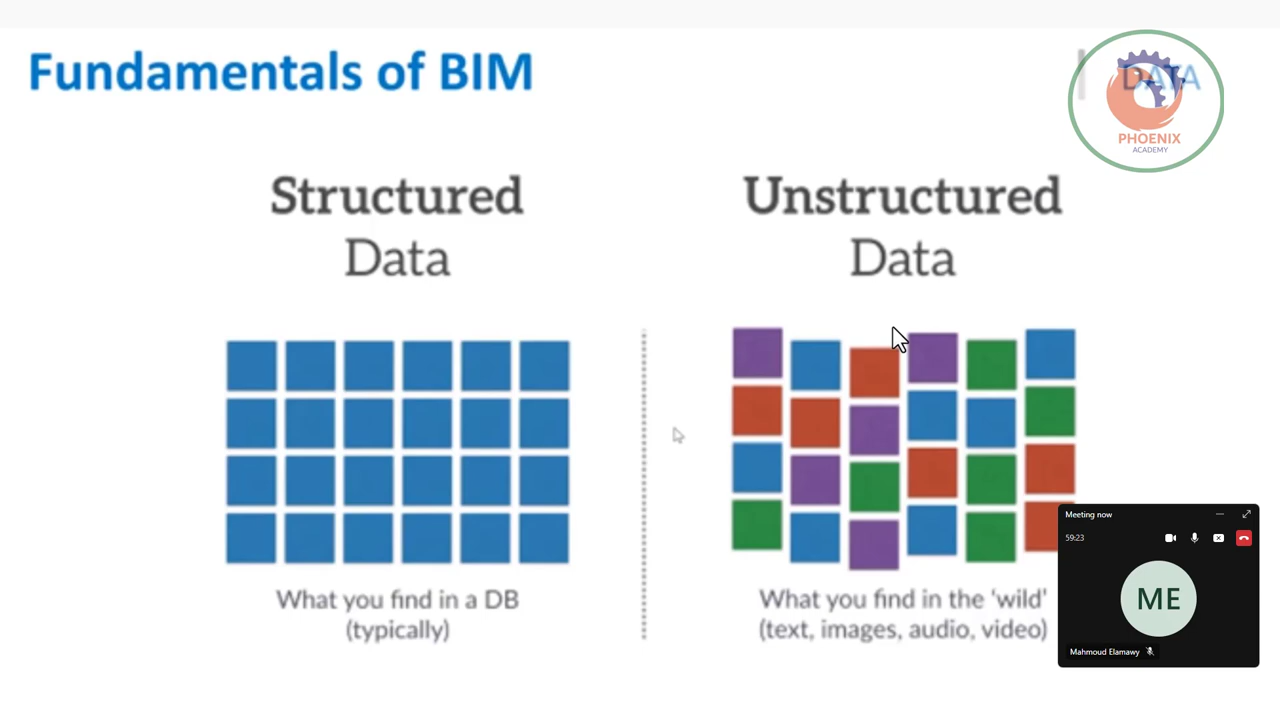 Fundamentals of BIM
DATA
PHOENIX
ACADEMY
Structured
Data
What you find in a DB
(typically)
Unstructured
Data
What you find in the 'wild'
(text, images, audio, video)
Meeting now
59:23
ME
Mahmoud Elamawy